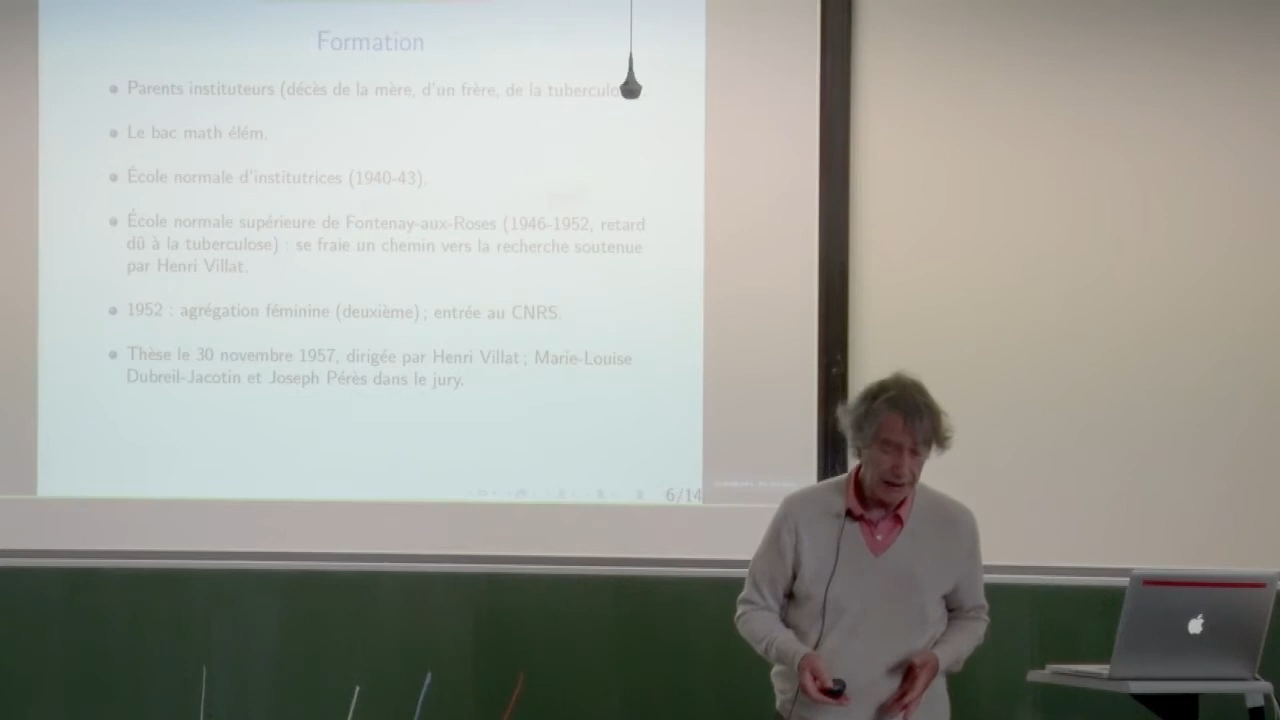 Formation
• Parents instituteurs (décès de la mère, d'un frère, de la
• Le bac math élém.
• École normale d'institutrices (1940-43).
• École normale supérieure de Fontenay-aux-Roses (1946-1952, retard
dû à la tuberculose) : se fraie un chemin vers la recherche soutenue
par Henri Villat.
• 1952 : agrégation féminine (deuxième) ; entrée au CNRS.
• Thèse le 30 novembre 1957, dirigée par Henri Villat ; Marie-Louise
Dubreil-Jacotin et Joseph Pérès dans le jury.
6/14